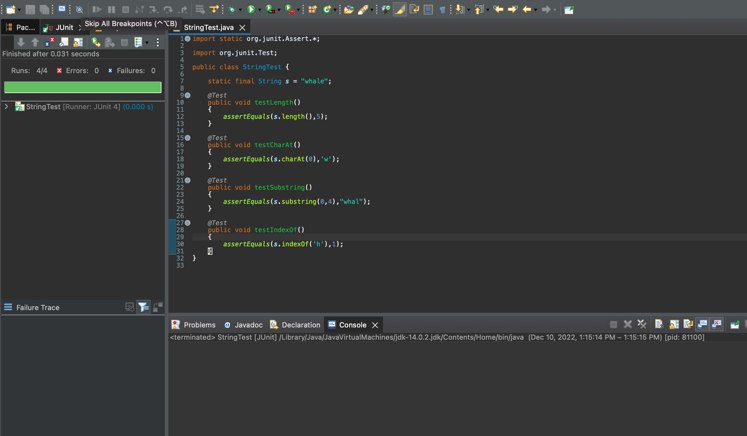 Pac...
JUnit
Skip All Breakpoints (^⌥B)
StringTest.java
Finished after 0.031 seconds
Runs: 4/4
Errors: 0
Failures: 0
StringTest [Runner: JUnit 4] (0.000 s)
Failure Trace
1 import static org.junit.Assert.*;
2
3 import org.junit.Test;
4
5 public class StringTest {
6
7 static final String s = "whale";
8
9 @Test
10 public void testLength()
11 {
12 assertEquals(s.length(),5);
13 }
14
15 @Test
16 public void testCharAt()
17 {
18 assertEquals(s.charAt(0),'w');
19 }
20
21 @Test
22 public void testSubstring()
23 {
24 assertEquals(s.substring(0,4),"whal");
25 }
26
27 @Test
28 public void testIndexOf()
29 {
30 assertEquals(s.indexOf('h'),1);
31 }
32 }
33
Problems
Javadoc
Declaration
Console
<terminated> StringTest [JUnit] /Library/Java/JavaVirtualMachines/jdk-14.0.2.jdk/Contents/Home/bin/java (Dec 10, 2022, 1:15:14 PM – 1:15:15 PM) [pid: 81100]